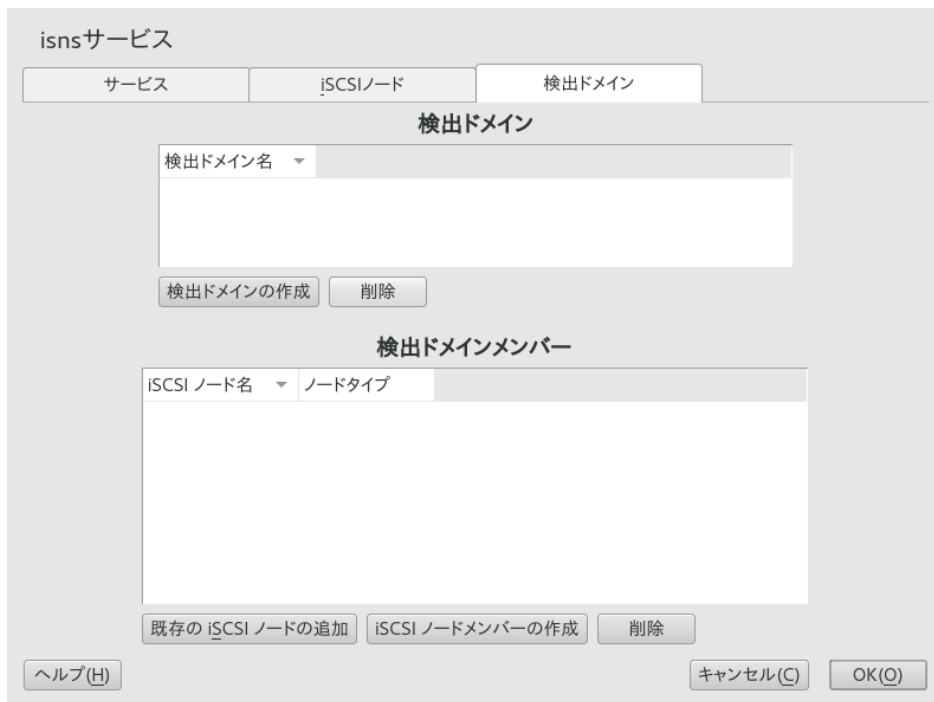 isnsサービス
サービス iSCSIノード 検出ドメイン
検出ドメイン
検出ドメイン名
検出ドメインの作成 削除
検出ドメインメンバー
iSCSI ノード名 ノードタイプ
既存の iSCSI ノードの追加 iSCSI ノードメンバーの作成 削除
ヘルプ(H) キャンセル(C) OK(O)